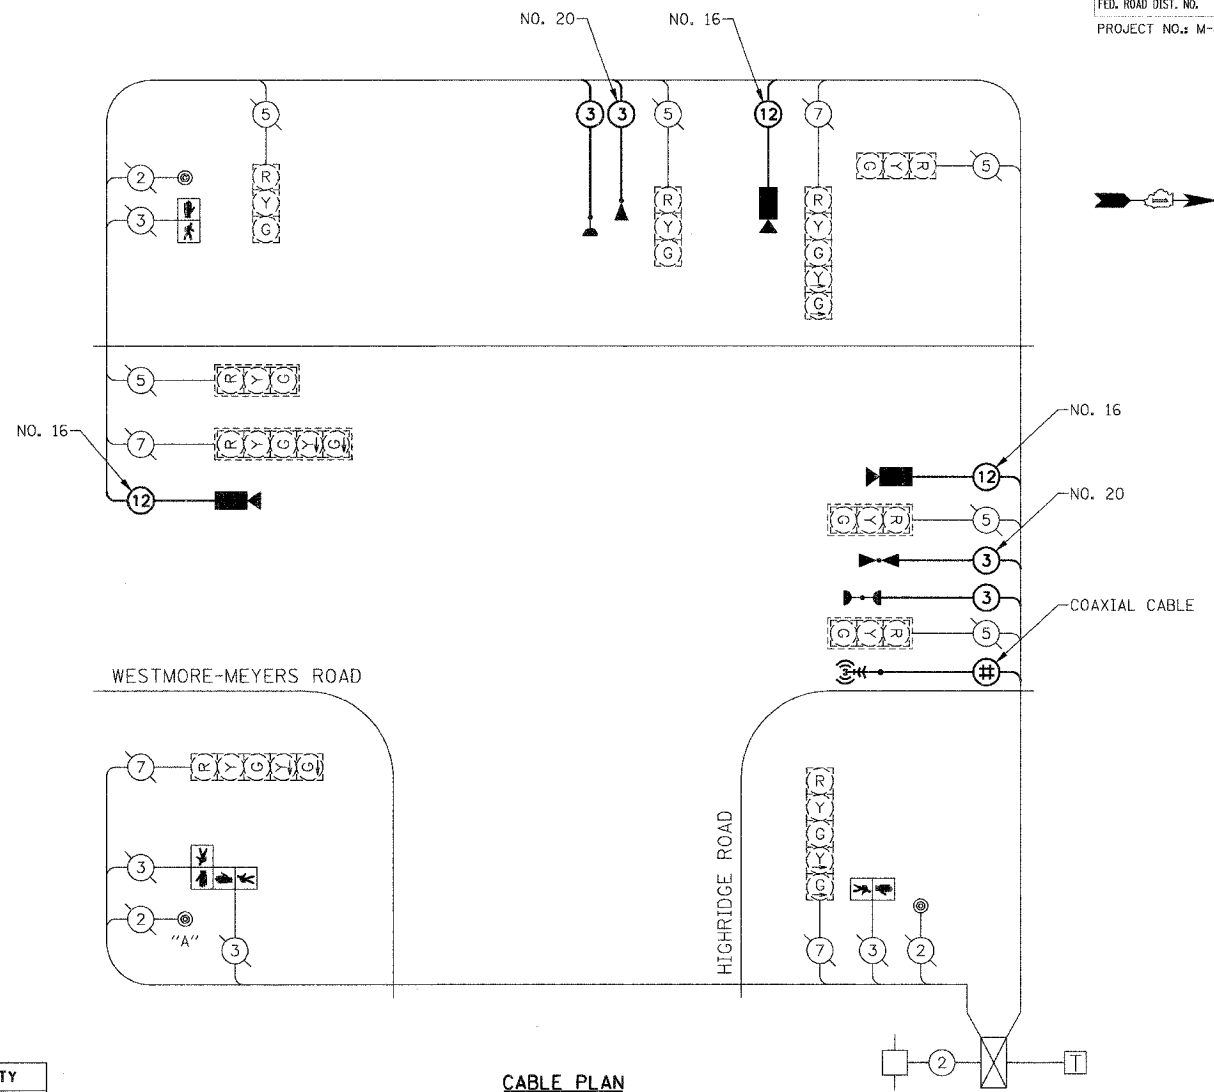 FED. ROAD DIST. NO.
PROJECT NO.: M-
NO. 20
NO. 16
5
3
3
5
12
7
2
3
R
Y
G
R
Y
G
R
Y
G
Y
G
R Y G
5
5
R Y G
7
R Y G Y G
NO. 16
12
NO. 16
12
R Y G
5
NO. 20
3
3
COAXIAL CABLE
R Y G
5
#
WESTMORE-MEYERS ROAD
7
R Y G Y G
3
2
"A"
3
HIGHRIDGE ROAD
R
Y
G
Y
G
7
3
2
2
T
TY
CABLE PLAN